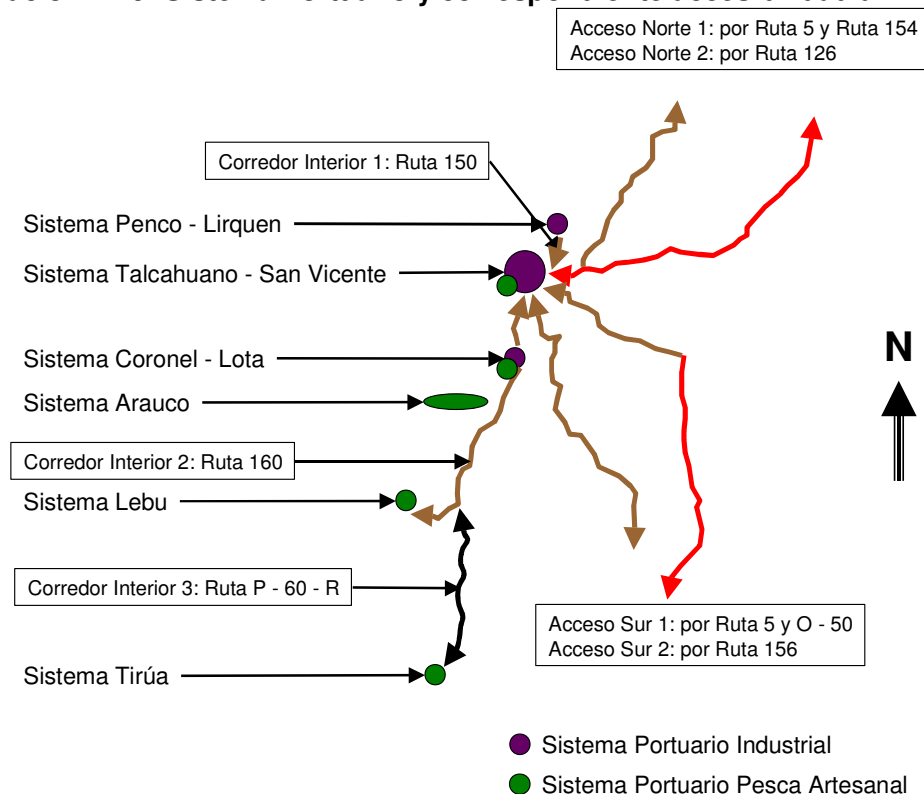 Acceso Norte 1: por Ruta 5 y Ruta 154
Acceso Norte 2: por Ruta 126
Corredor Interior 1: Ruta 150
Sistema Penco - Lirquen
Sistema Talcahuano - San Vicente
Sistema Coronel - Lota
N
Sistema Arauco
Corredor Interior 2: Ruta 160
Sistema Lebu
Corredor Interior 3: Ruta P - 60 - R
Acceso Sur 1: por Ruta 5 y O - 50
Acceso Sur 2: por Ruta 156
Sistema Tirúa
Sistema Portuario Industrial
Sistema Portuario Pesca Artesanal